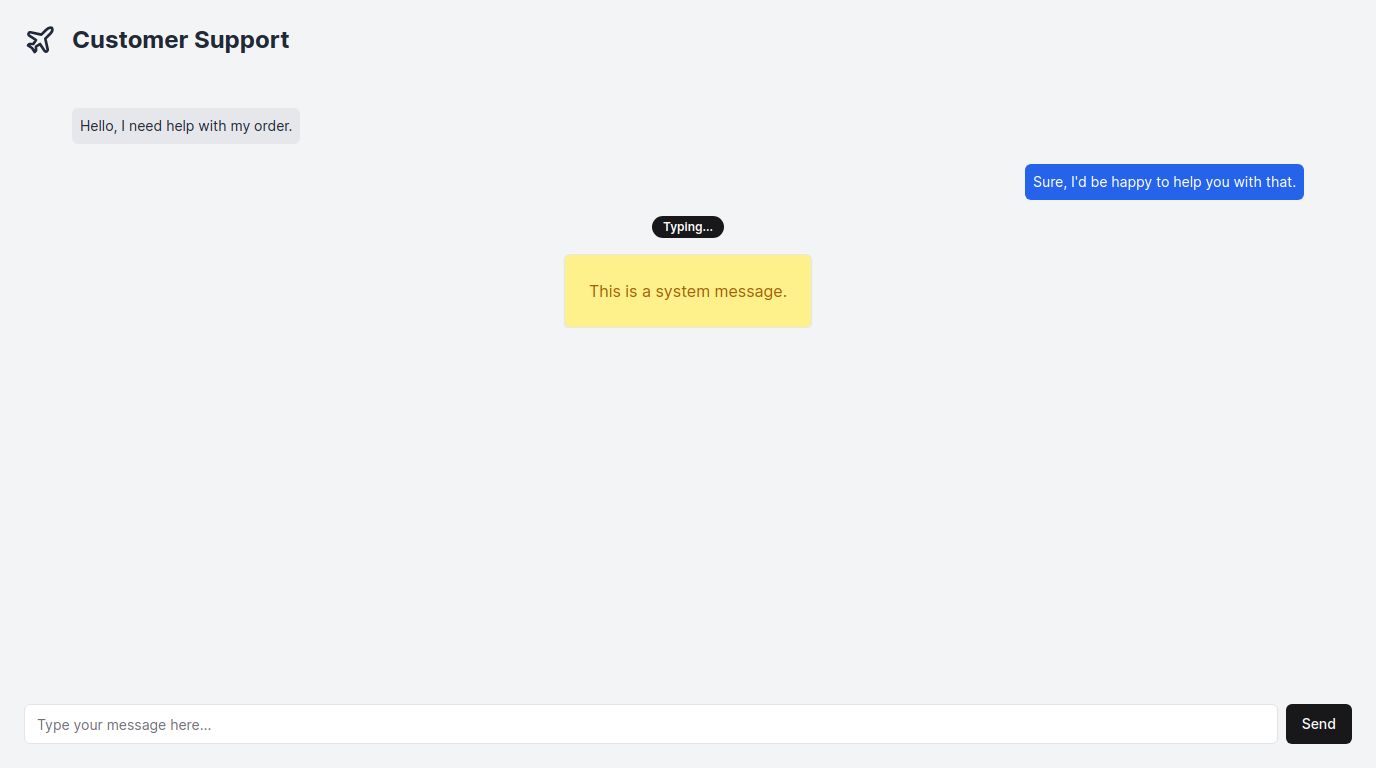 Customer Support
Hello, I need help with my order.
Sure, I'd be happy to help you with that.
Typing...
This is a system message.
Type your message here...
Send